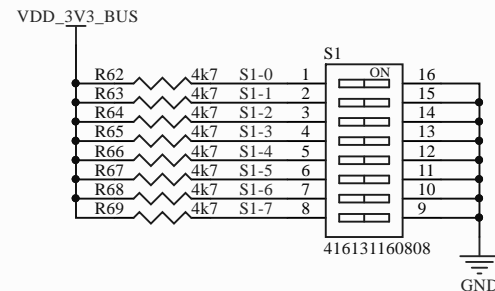 VDD_3V3_BUS
S1
ON
R62 4k7 S1-0 1 16
R63 4k7 S1-1 2 15
R64 4k7 S1-2 3 14
R65 4k7 S1-3 4 13
R66 4k7 S1-4 5 12
R67 4k7 S1-5 6 11
R68 4k7 S1-6 7 10
R69 4k7 S1-7 8 9
416131160808
GND